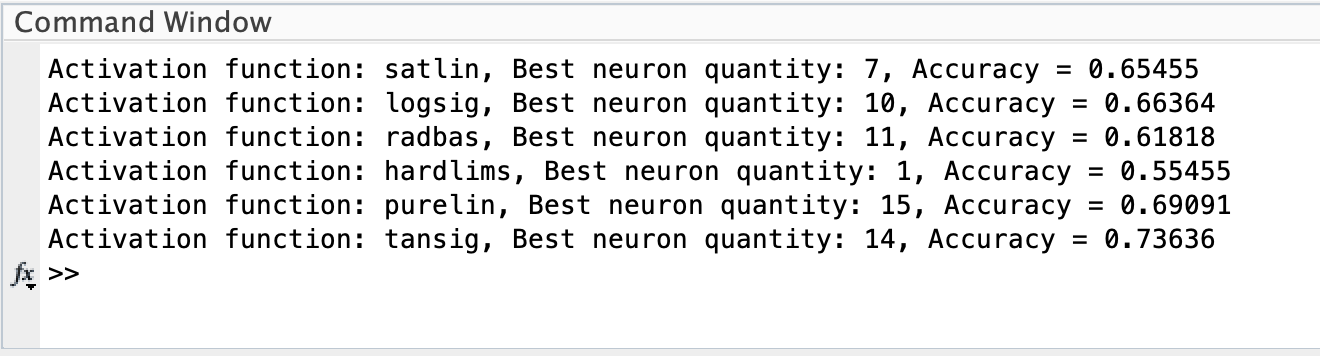 Command Window
Activation function: satlin, Best neuron quantity: 7, Accuracy = 0.65455
Activation function: logsig, Best neuron quantity: 10, Accuracy = 0.66364
Activation function: radbas, Best neuron quantity: 11, Accuracy = 0.61818
Activation function: hardlims, Best neuron quantity: 1, Accuracy = 0.55455
Activation function: purelin, Best neuron quantity: 15, Accuracy = 0.69091
Activation function: tansig, Best neuron quantity: 14, Accuracy = 0.73636
fx >>